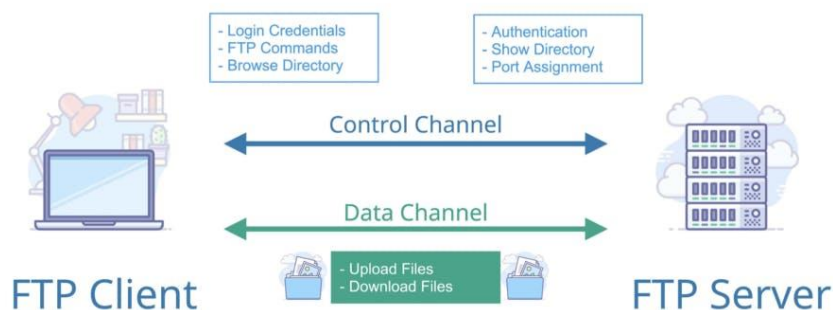 - Login Credentials
- FTP Commands
- Browse Directory
- Authentication
- Show Directory
- Port Assignment
Control Channel
Data Channel
- Upload Files
- Download Files
FTP Client
FTP Server